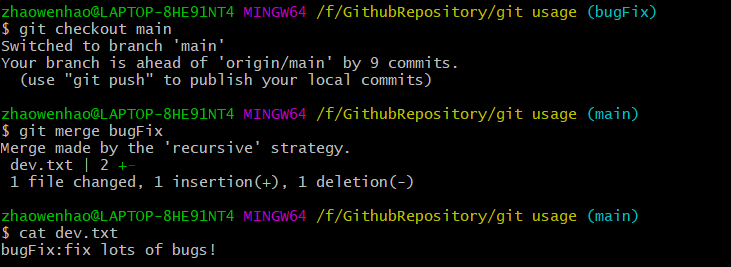 zhaowenhao@LAPTOP-8HE91NT4 MINGW64 /f/GithubRepository/git usage (bugFix)
$ git checkout main
Switched to branch 'main'
Your branch is ahead of 'origin/main' by 9 commits.
  (use "git push" to publish your local commits)

zhaowenhao@LAPTOP-8HE91NT4 MINGW64 /f/GithubRepository/git usage (main)
$ git merge bugFix
Merge made by the 'recursive' strategy.
 dev.txt | 2 +-
 1 file changed, 1 insertion(+), 1 deletion(-)

zhaowenhao@LAPTOP-8HE91NT4 MINGW64 /f/GithubRepository/git usage (main)
$ cat dev.txt
bugFix:fix lots of bugs!